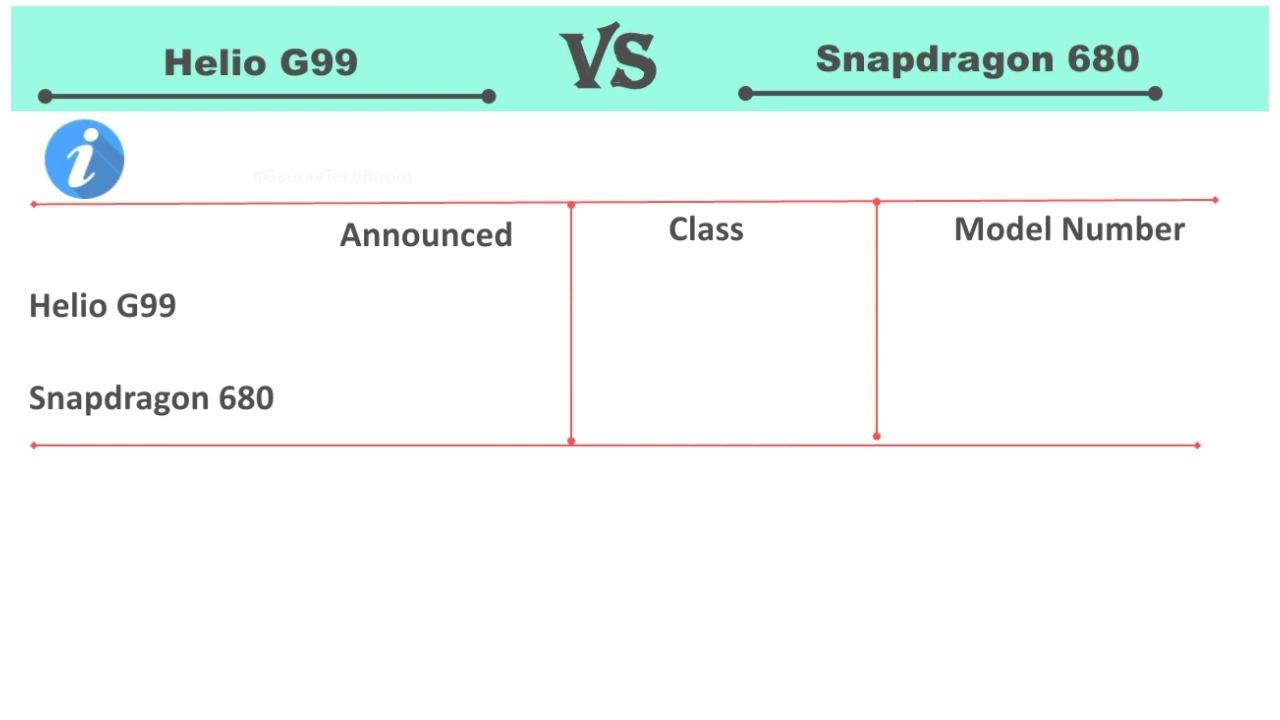 Helio G99 VS Snapdragon 680
#GauravTechRoom
Announced Class Model Number
Helio G99
Snapdragon 680